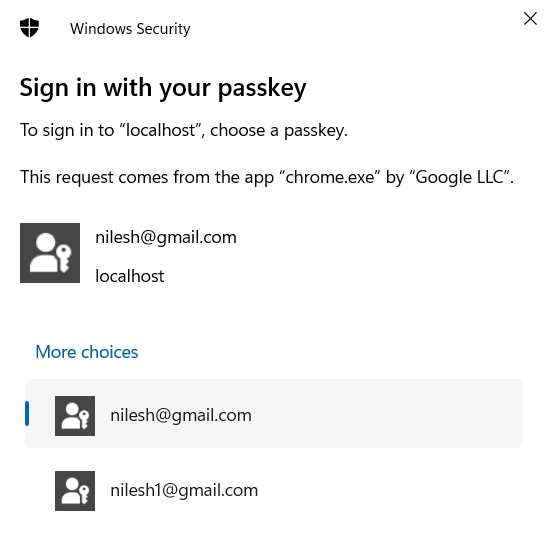 Windows Security
Sign in with your passkey
To sign in to “localhost”, choose a passkey.
This request comes from the app “chrome.exe” by “Google LLC”.
nilesh@gmail.com
localhost
More choices
nilesh@gmail.com
nilesh1@gmail.com